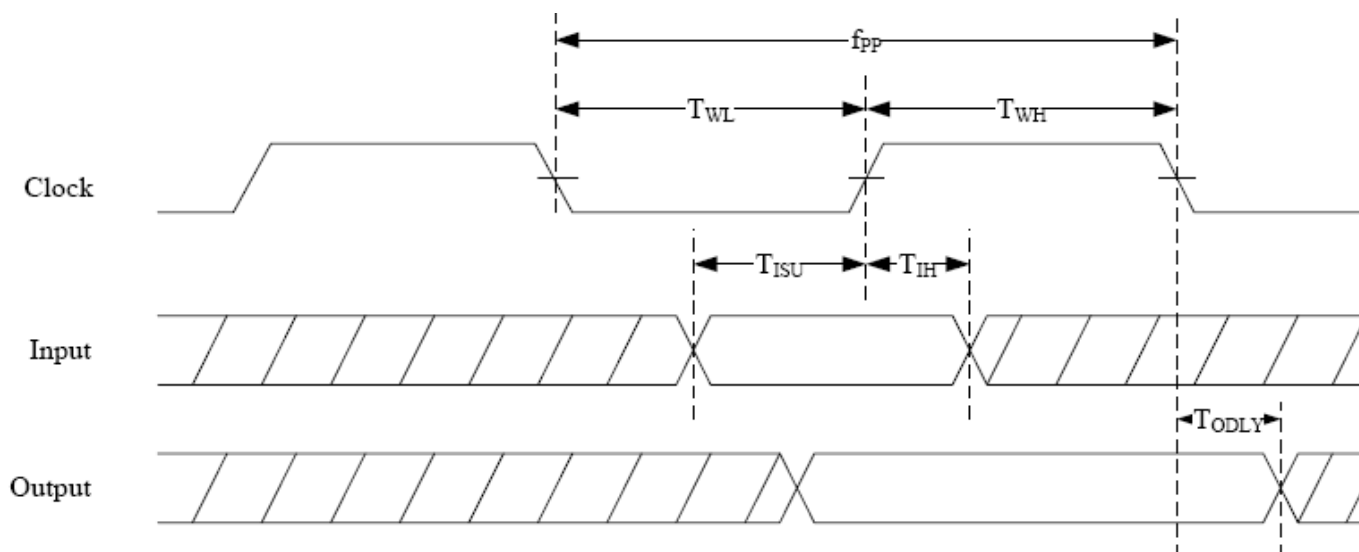 fPP
TWL
TWH
Clock
TISU
TIH
Input
TODLY
Output